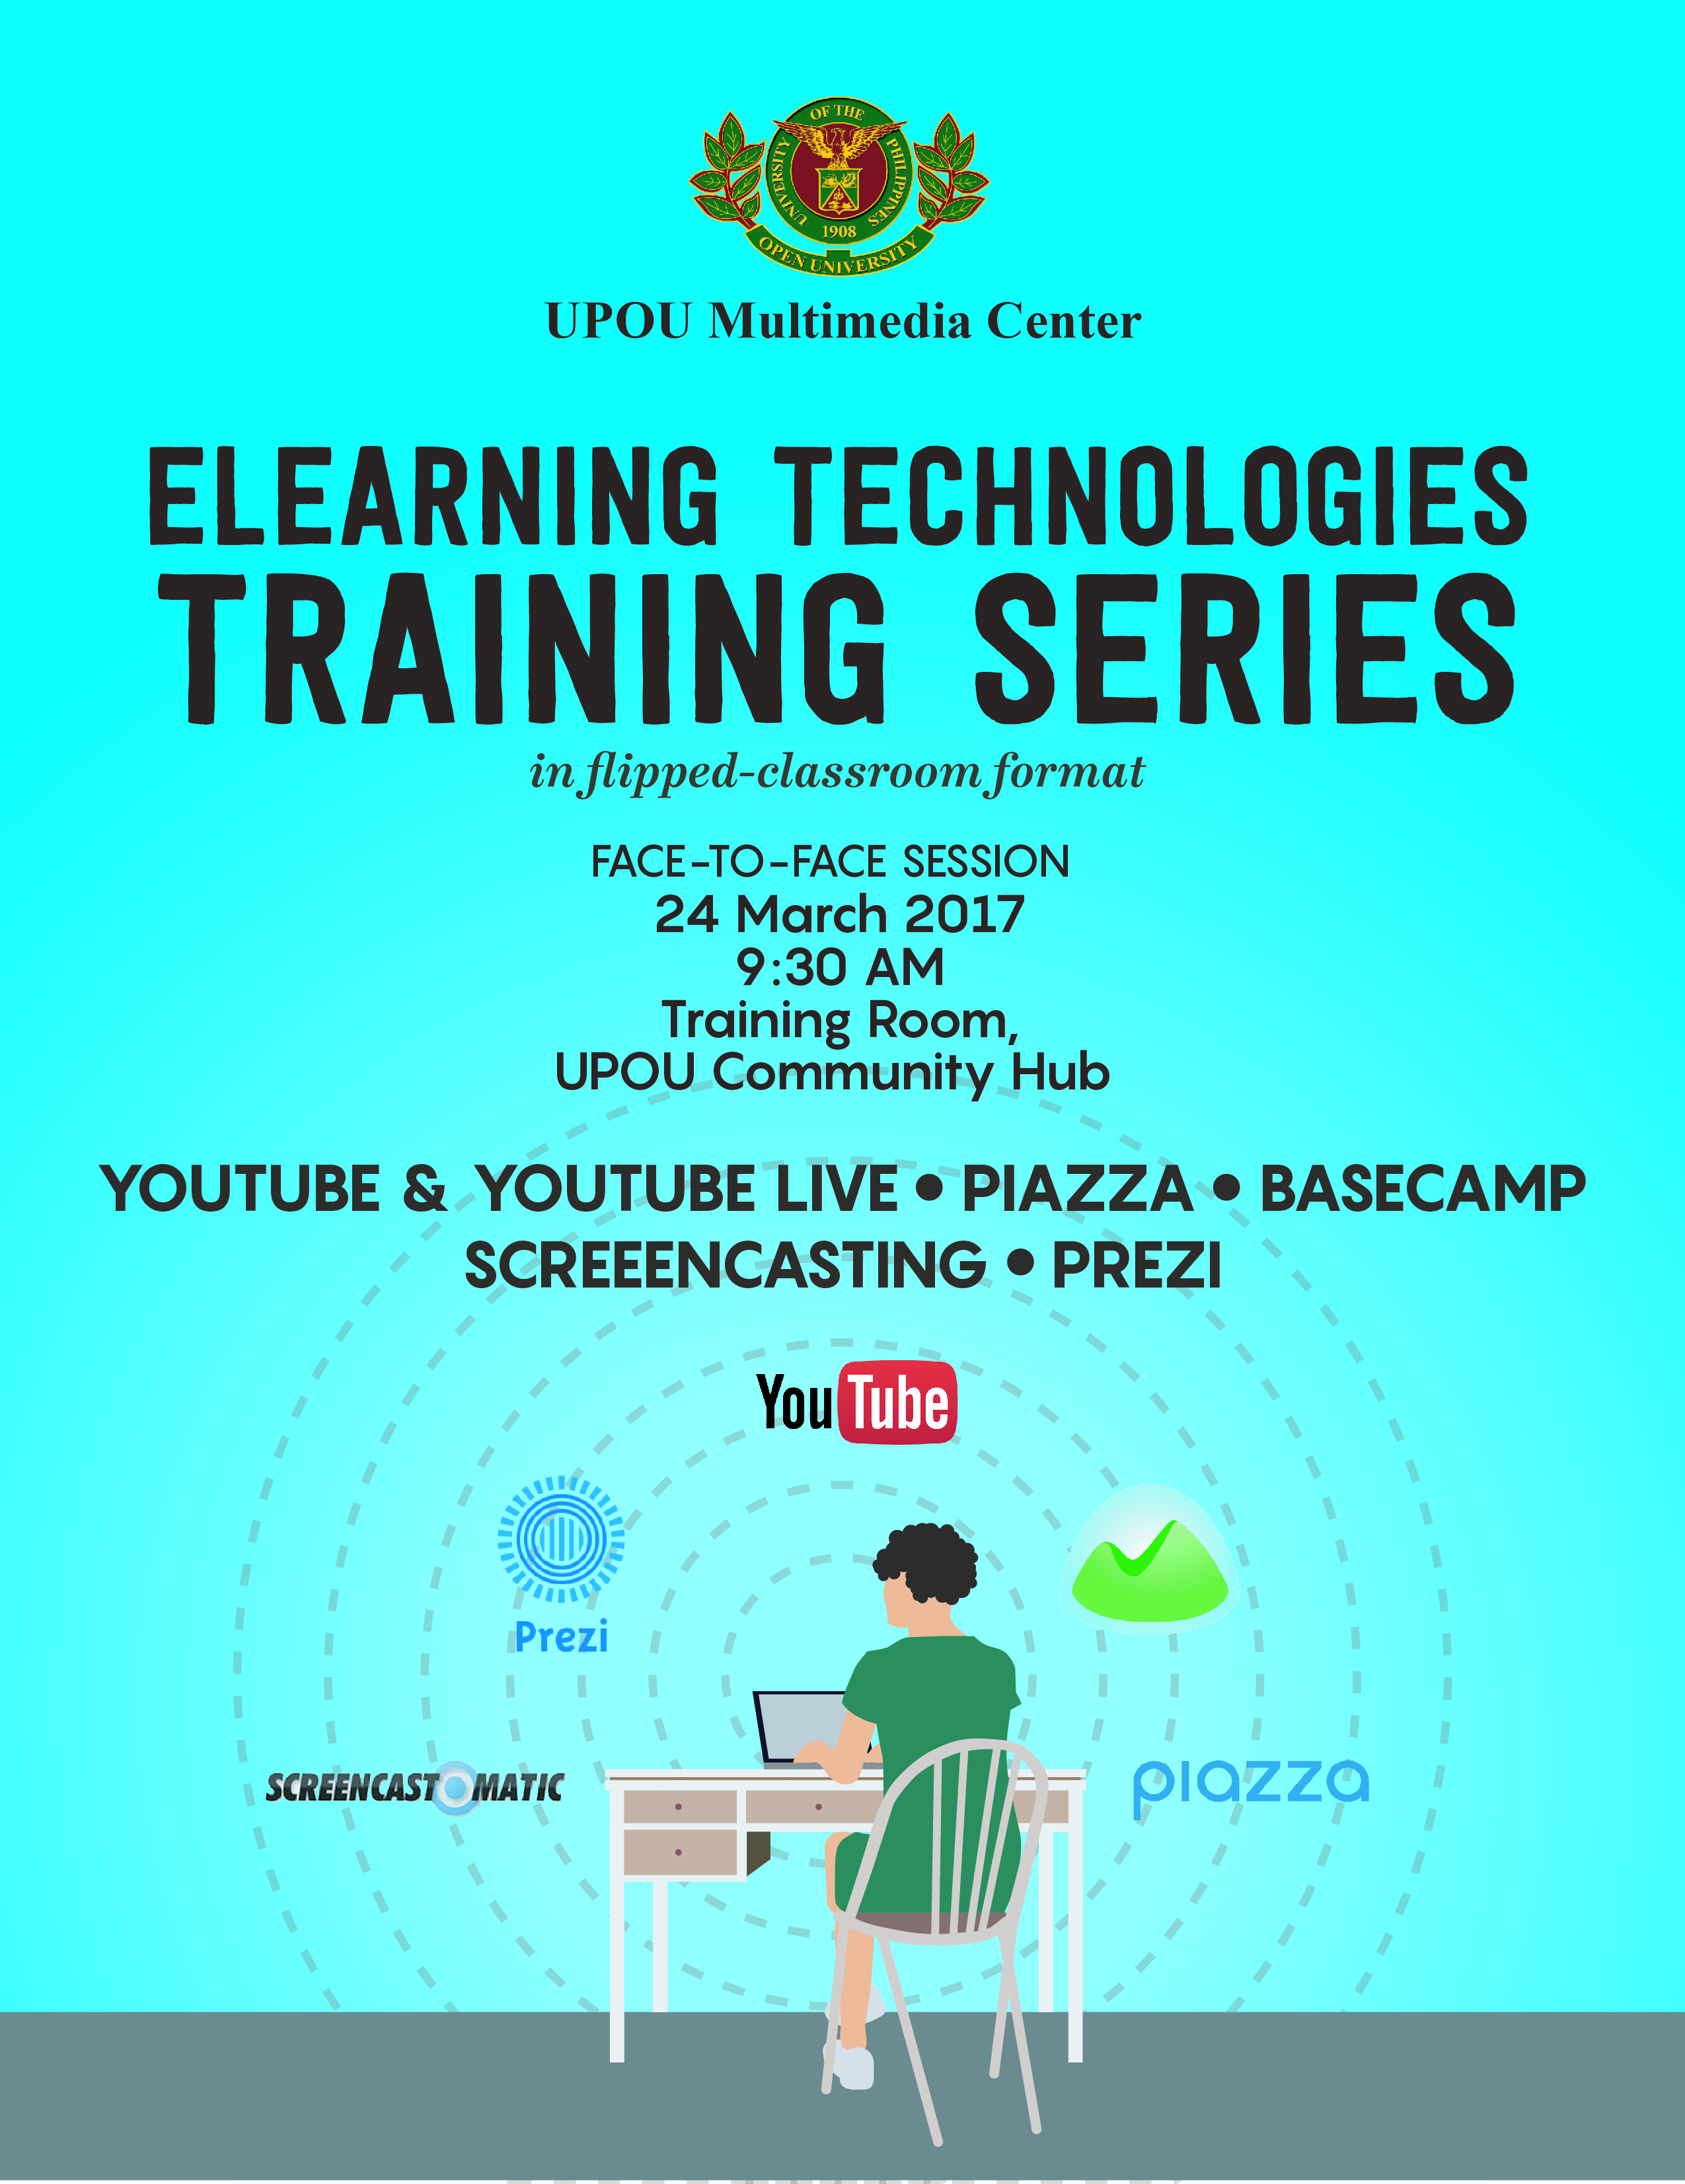 UNIVERSITY OF THE PHILIPPINES
1908
OPEN UNIVERSITY
UPOU Multimedia Center
ELEARNING TECHNOLOGIES
TRAINING SERIES
in flipped-classroom format
FACE-TO-FACE SESSION
24 March 2017
9:30 AM
Training Room,
UPOU Community Hub
YOUTUBE & YOUTUBE LIVE • PIAZZA • BASECAMP
SCREEENCASTING • PREZI
YouTube
Prezi
SCREENCAST O MATIC
piazza